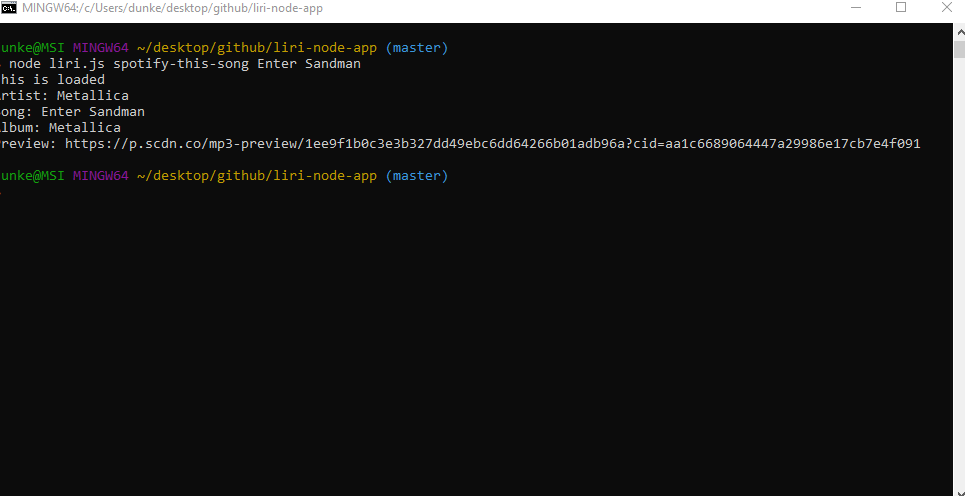 MINGW64:/c/Users/dunke/desktop/github/liri-node-app
unke@MSI MINGW64 ~/desktop/github/liri-node-app (master)
node liri.js spotify-this-song Enter Sandman
his is loaded
rtist: Metallica
ong: Enter Sandman
lbum: Metallica
review: https://p.scdn.co/mp3-preview/1ee9f1b0c3e3b327dd49ebc6dd64266b01adb96a?cid=aa1c6689064447a29986e17cb7e4f091
unke@MSI MINGW64 ~/desktop/github/liri-node-app (master)